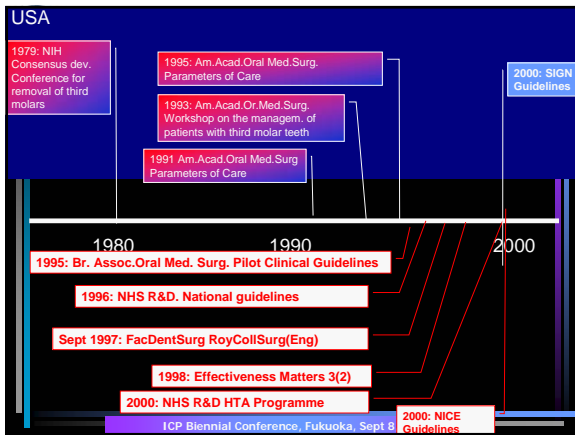 USA
1979: NIH
Consensus dev.
Conference for
removal of third
molars
1995: Am.Acad.Oral Med.Surg.
Parameters of Care
2000: SIGN
Guidelines
1993: Am.Acad.Or.Med.Surg.
Workshop on the managem. of
patients with third molar teeth
1991 Am.Acad.Oral Med.Surg
Parameters of Care
1980 1990 2000
1995: Br. Assoc.Oral Med. Surg. Pilot Clinical Guidelines
1996: NHS R&D. National guidelines
Sept 1997: FacDentSurg RoyCollSurg(Eng)
1998: Effectiveness Matters 3(2)
2000: NHS R&D HTA Programme
2000: NICE
Guidelines
ICP Biennial Conference, Fukuoka, Sept 8